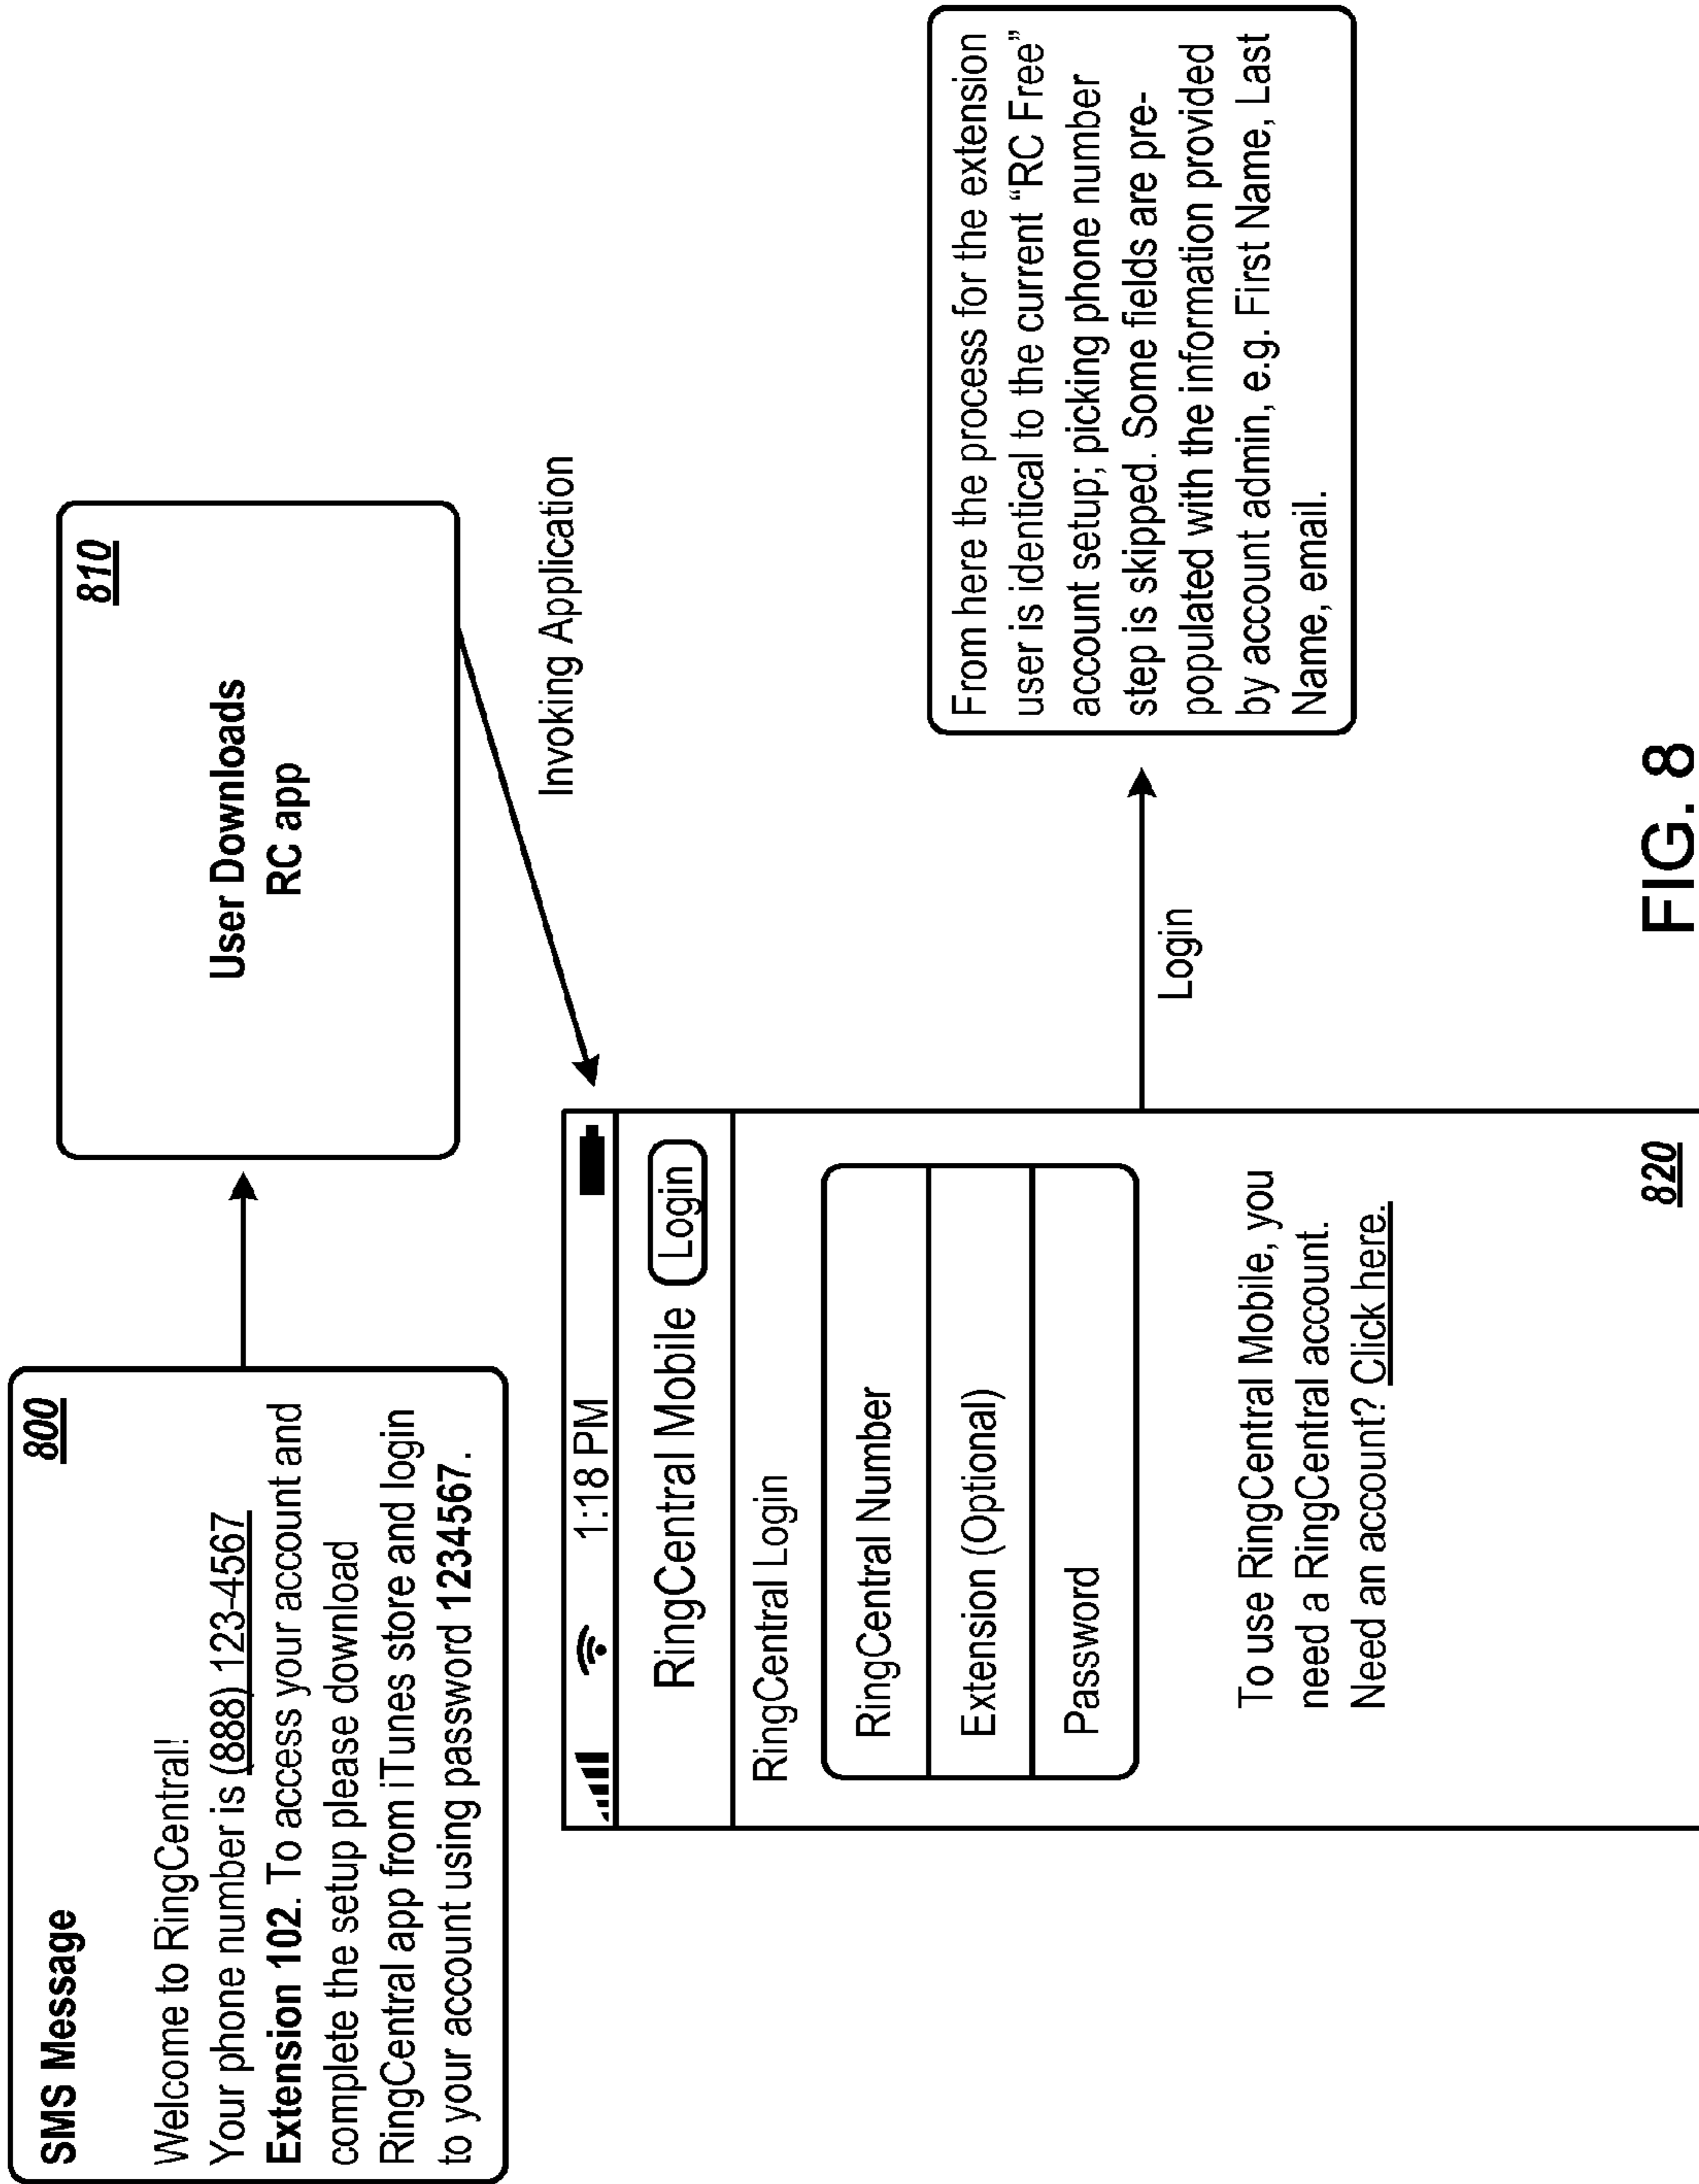 SMS Message
800
Welcome to RingCentral!
Your phone number is (888) 123-4567
Extension 102. To access your account and
complete the setup please download
RingCentral app from iTunes store and login
to your account using password 1234567.
810
User Downloads
RC app
Invoking Application
1:18 PM
RingCentral Mobile
Login
RingCentral Login
RingCentral Number
Extension (Optional)
Password
To use RingCentral Mobile, you
need a RingCentral account.
Need an account? Click here.
820
Login
From here the process for the extension
user is identical to the current “RC Free”
account setup; picking phone number
step is skipped. Some fields are pre-
populated with the information provided
by account admin, e.g. First Name, Last
Name, email.
FIG. 8